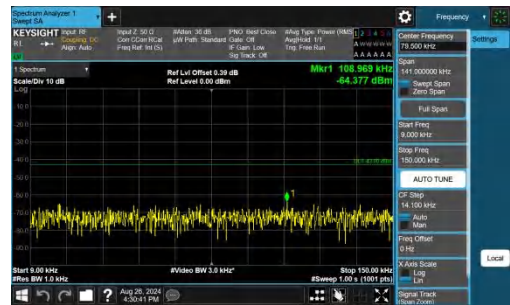 Spectrum Analyzer 1
Swept SA
+
Frequency
KEYSIGHT
Input: RF
Coupling: DC
Align: Auto
Input Z: 50 Ω
Corr CCorr RCal
Freq Ref: Int (S)
#Atten: 36 dB
µW Path: Standard
PNO: Best Close
Gate: Off
IF Gain: Low
Sig Track: Off
#Avg Type: Power (RMS
Avg|Hold: 1/1
Trig: Free Run
1 Spectrum
Scale/Div 10 dB
Log
Ref Lvl Offset 0.39 dB
Ref Level 0.00 dBm
Mkr1 108.969 kHz
-64.377 dBm
1
Start 9.00 kHz
#Res BW 1.0 kHz
#Video BW 3.0 kHz*
Stop 150.00 kHz
#Sweep 1.00 s (1001 pts)
Aug 28, 2024
4:30:41 PM
Center Frequency
79.500 kHz
Settings
Span
141.000000 kHz
Swept Span
Zero Span
Full Span
Start Freq
9.000 kHz
Stop Freq
150.000 kHz
AUTO TUNE
CF Step
14.100 kHz
Auto
Man
Freq Offset
0 Hz
X Axis Scale
Log
Lin
Signal Track
(Span Zoom)
Local